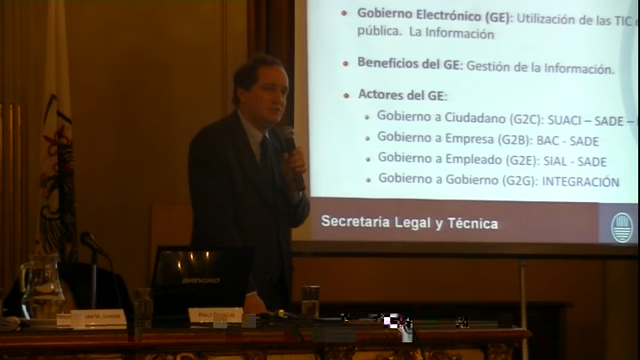 Gobierno Electrónico (GE): Utilización de las TIC
pública. La Información
Beneficios del GE: Gestión de la Información.
Actores del GE:
Gobierno a Ciudadano (G2C): SUACI – SADE –
Gobierno a Empresa (G2B): BAC - SADE
Gobierno a Empleado (G2E): SIAL - SADE
Gobierno a Gobierno (G2G): INTEGRACIÓN
Secretaría Legal y Técnica
BANGHO